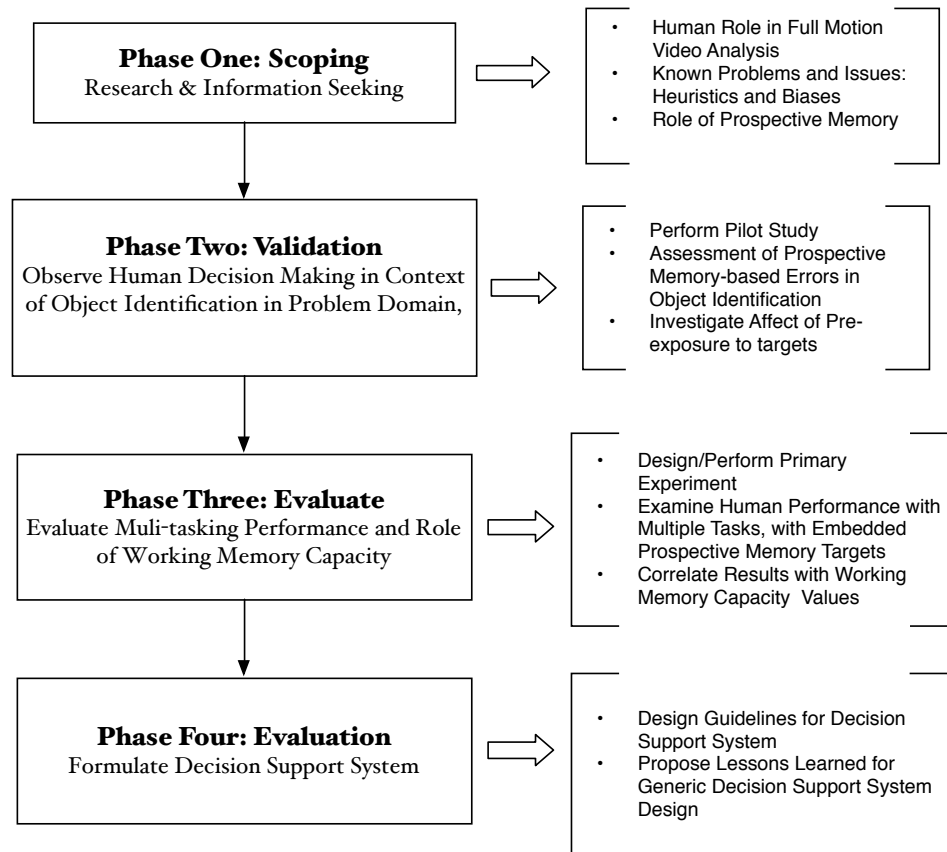 Phase One: Scoping
Research & Information Seeking
• Human Role in Full Motion
Video Analysis
• Known Problems and Issues:
Heuristics and Biases
• Role of Prospective Memory
Phase Two: Validation
Observe Human Decision Making in Context
of Object Identification in Problem Domain,
• Perform Pilot Study
• Assessment of Prospective
Memory-based Errors in
Object Identification
• Investigate Affect of Pre-
exposure to targets
Phase Three: Evaluate
Evaluate Muli-tasking Performance and Role
of Working Memory Capacity
• Design/Perform Primary
Experiment
• Examine Human Performance with
Multiple Tasks, with Embedded
Prospective Memory Targets
• Correlate Results with Working
Memory Capacity Values
Phase Four: Evaluation
Formulate Decision Support System
• Design Guidelines for Decision
Support System
• Propose Lessons Learned for
Generic Decision Support System
Design